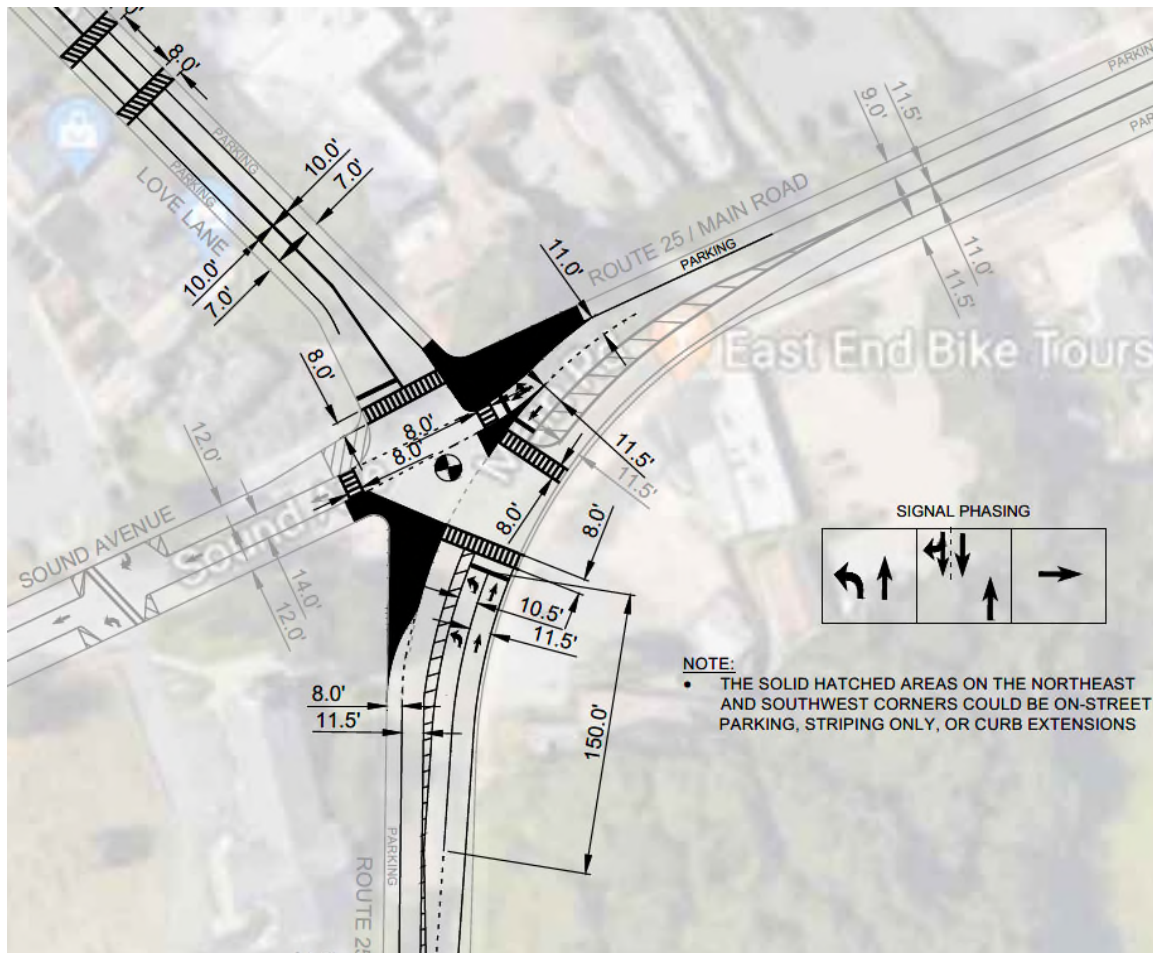 8.0'
PARKING
PARKING
LOVE LANE
10.0'
7.0'
10.0'
7.0'
PARKING
PARKING
11.5'
9.0'
ROUTE 25 / MAIN ROAD
PARKING
11.0'
11.0'
11.5'
East End Bike Tours
8.0'
8.0'
8.0'
11.5'
11.5'
12.0'
SOUND AVENUE
Sound
14.0'
12.0'
8.0'
8.0'
10.5'
11.5'
8.0'
11.5'
150.0'
PARKING
ROUTE 25
SIGNAL PHASING
NOTE:
• THE SOLID HATCHED AREAS ON THE NORTHEAST
AND SOUTHWEST CORNERS COULD BE ON-STREET
PARKING, STRIPING ONLY, OR CURB EXTENSIONS